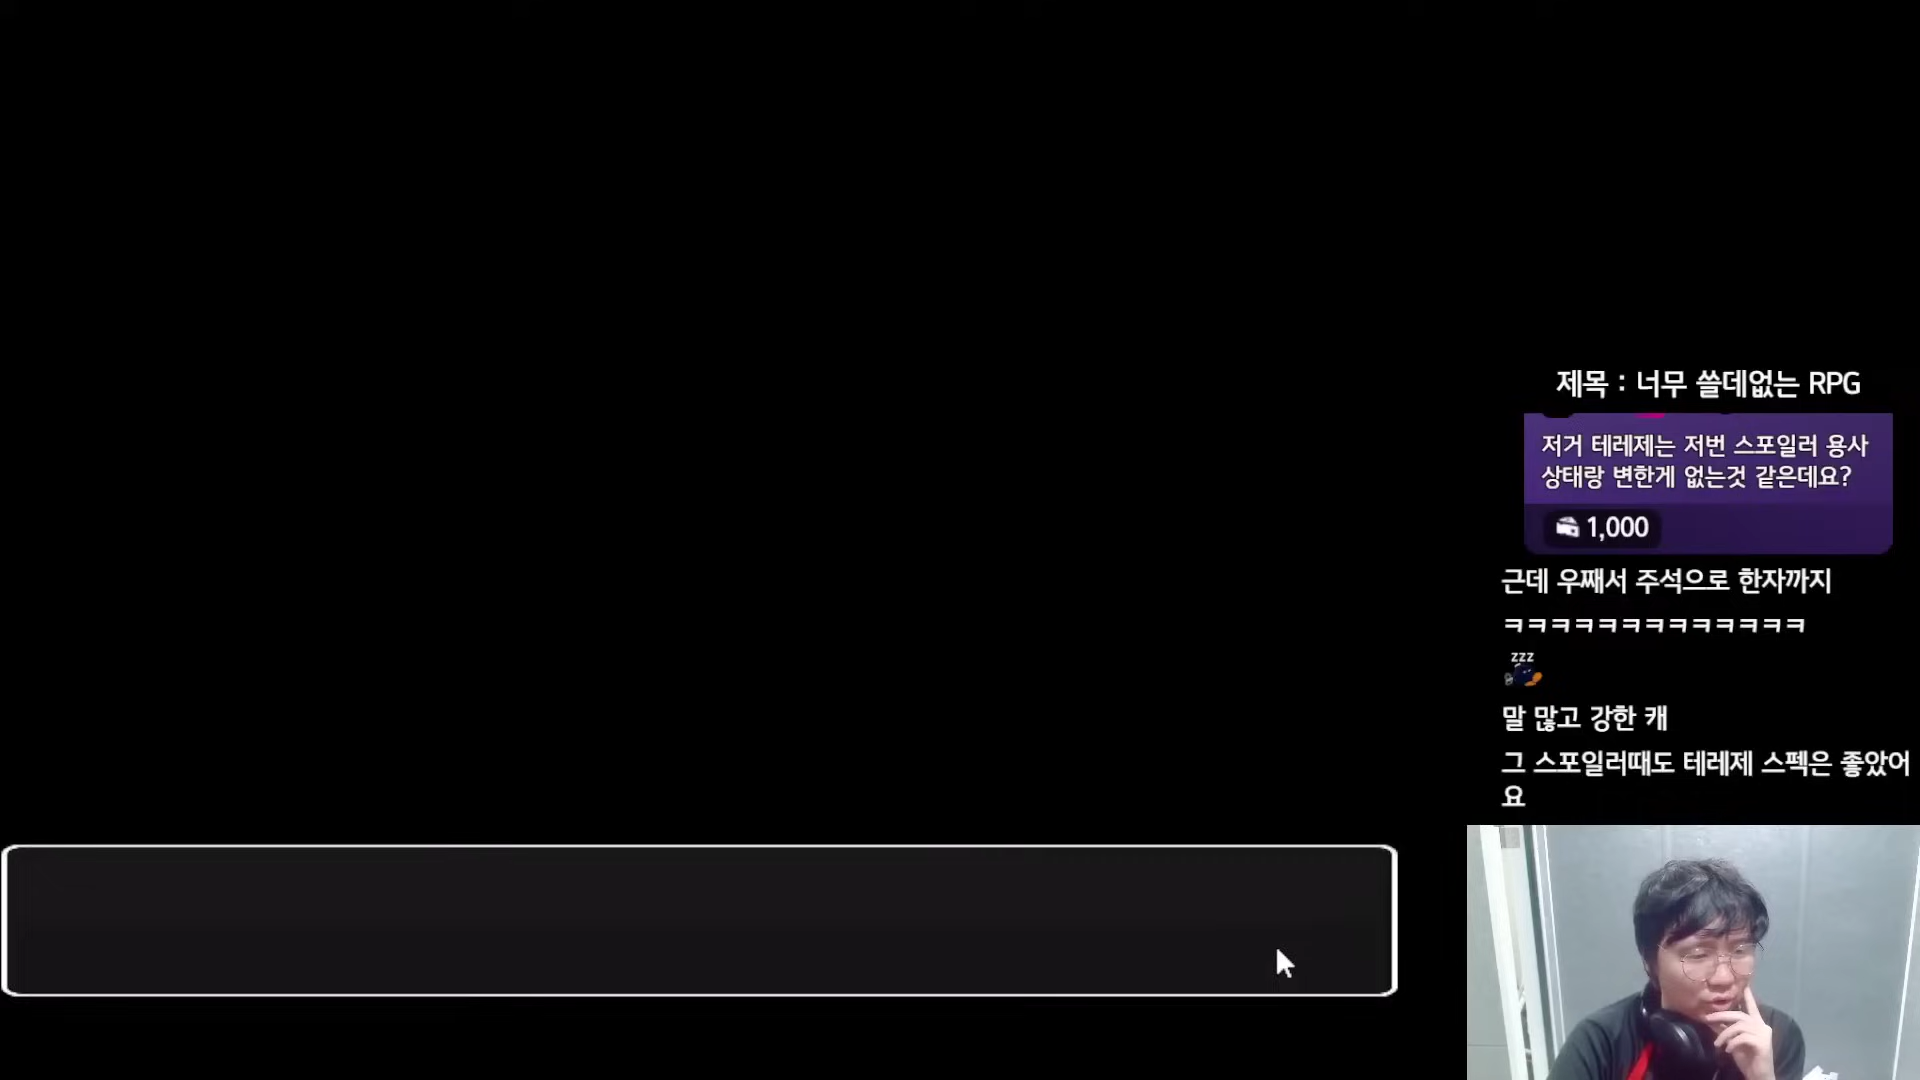 제목 : 너무 쓸데없는 RPG
저거 테레제는 저번 스포일러 용사
상태랑 변한게 없는것 같은데요?
1,000
근데 우째서 주석으로 한자까지
ㅋㅋㅋㅋㅋㅋㅋㅋㅋㅋㅋㅋㅋ
zzz
말 많고 강한 캐
그 스포일러때도 테레제 스펙은 좋았어
요